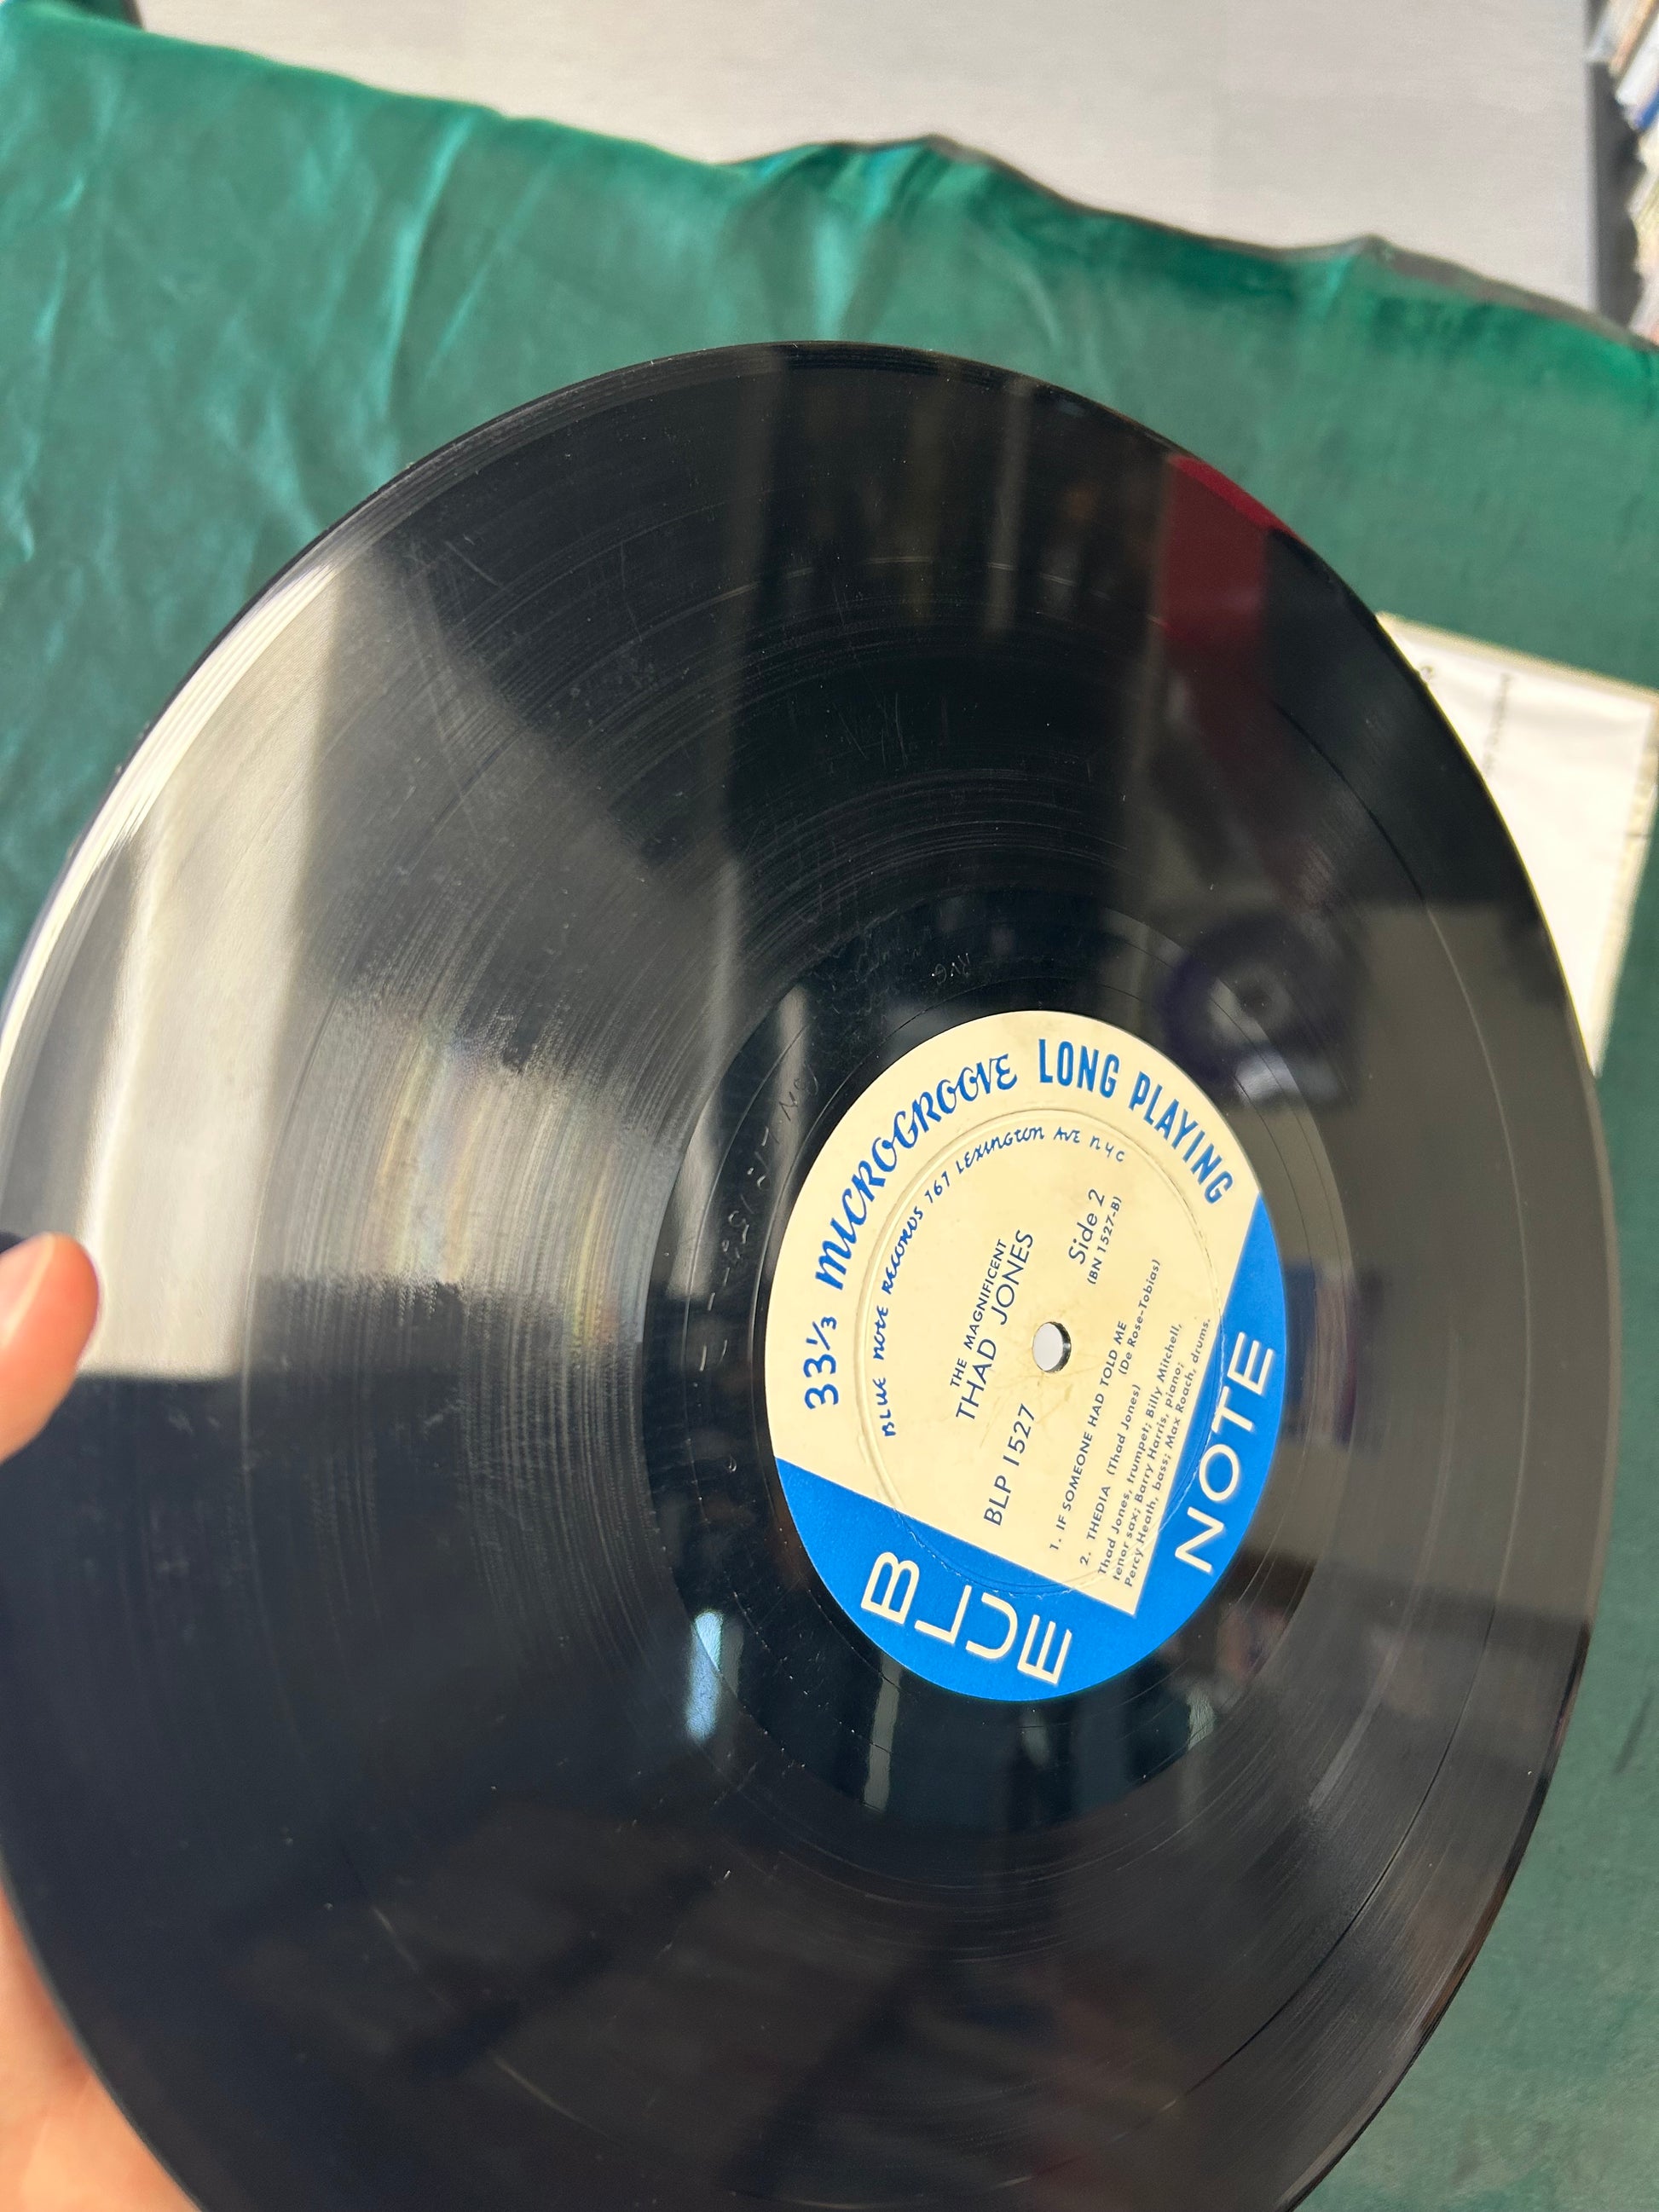 33⅓ MICROGROOVE LONG PLAYING
BLUE NOTE RECORDS 767 LEXINGTON AVE NYC
THE MAGNIFICENT
THAD JONES
BLP 1527
Side 2
(BN 1527-B)
1. IF SOMEONE HAD TOLD ME
(De Rose-Tobias)
2. THEDIA (Thad Jones)
Thad Jones, trumpet; Billy Mitchell,
tenor sax; Barry Harris, piano;
Percy Heath, bass; Max Roach, drums.
BLUE
NOTE
RVG